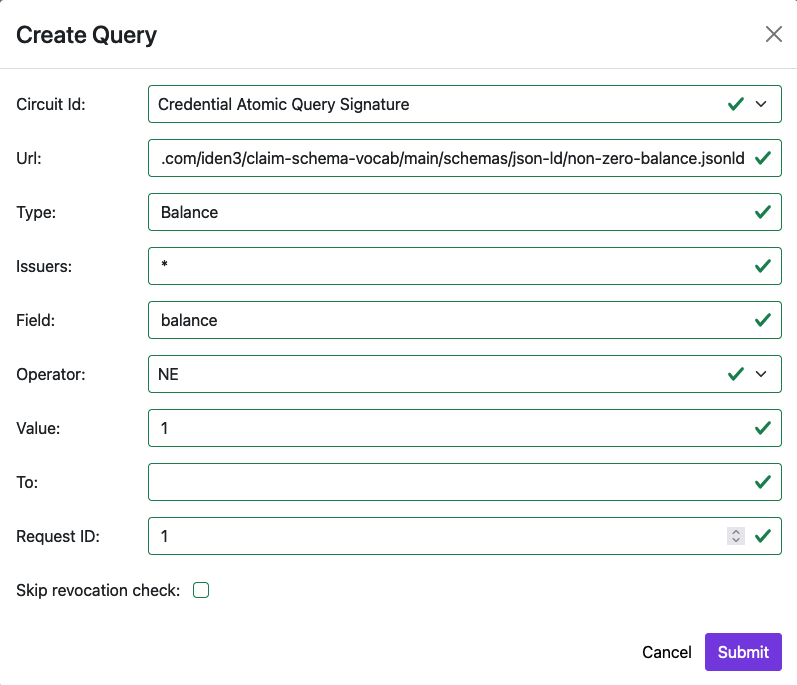 Create Query
Circuit Id: Credential Atomic Query Signature
Url: .com/iden3/claim-schema-vocab/main/schemas/json-ld/non-zero-balance.jsonld
Type: Balance
Issuers: *
Field: balance
Operator: NE
Value: 1
To:
Request ID: 1
Skip revocation check:
Cancel Submit